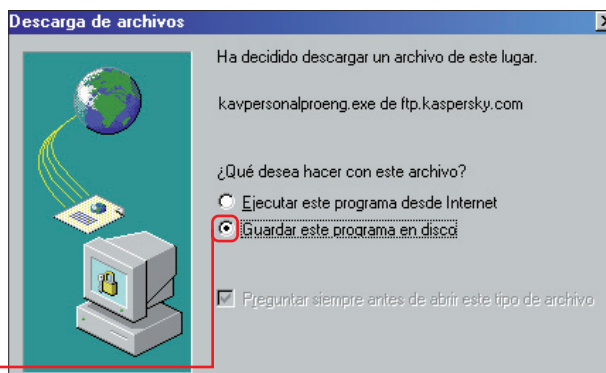 Descarga de archivos
Ha decidido descargar un archivo de este lugar.
kavpersonalproeng.exe de ftp.kaspersky.com
¿Qué desea hacer con este archivo?
Ejecutar este programa desde Internet
Guardar este programa en disco
Preguntar siempre antes de abrir este tipo de archivo